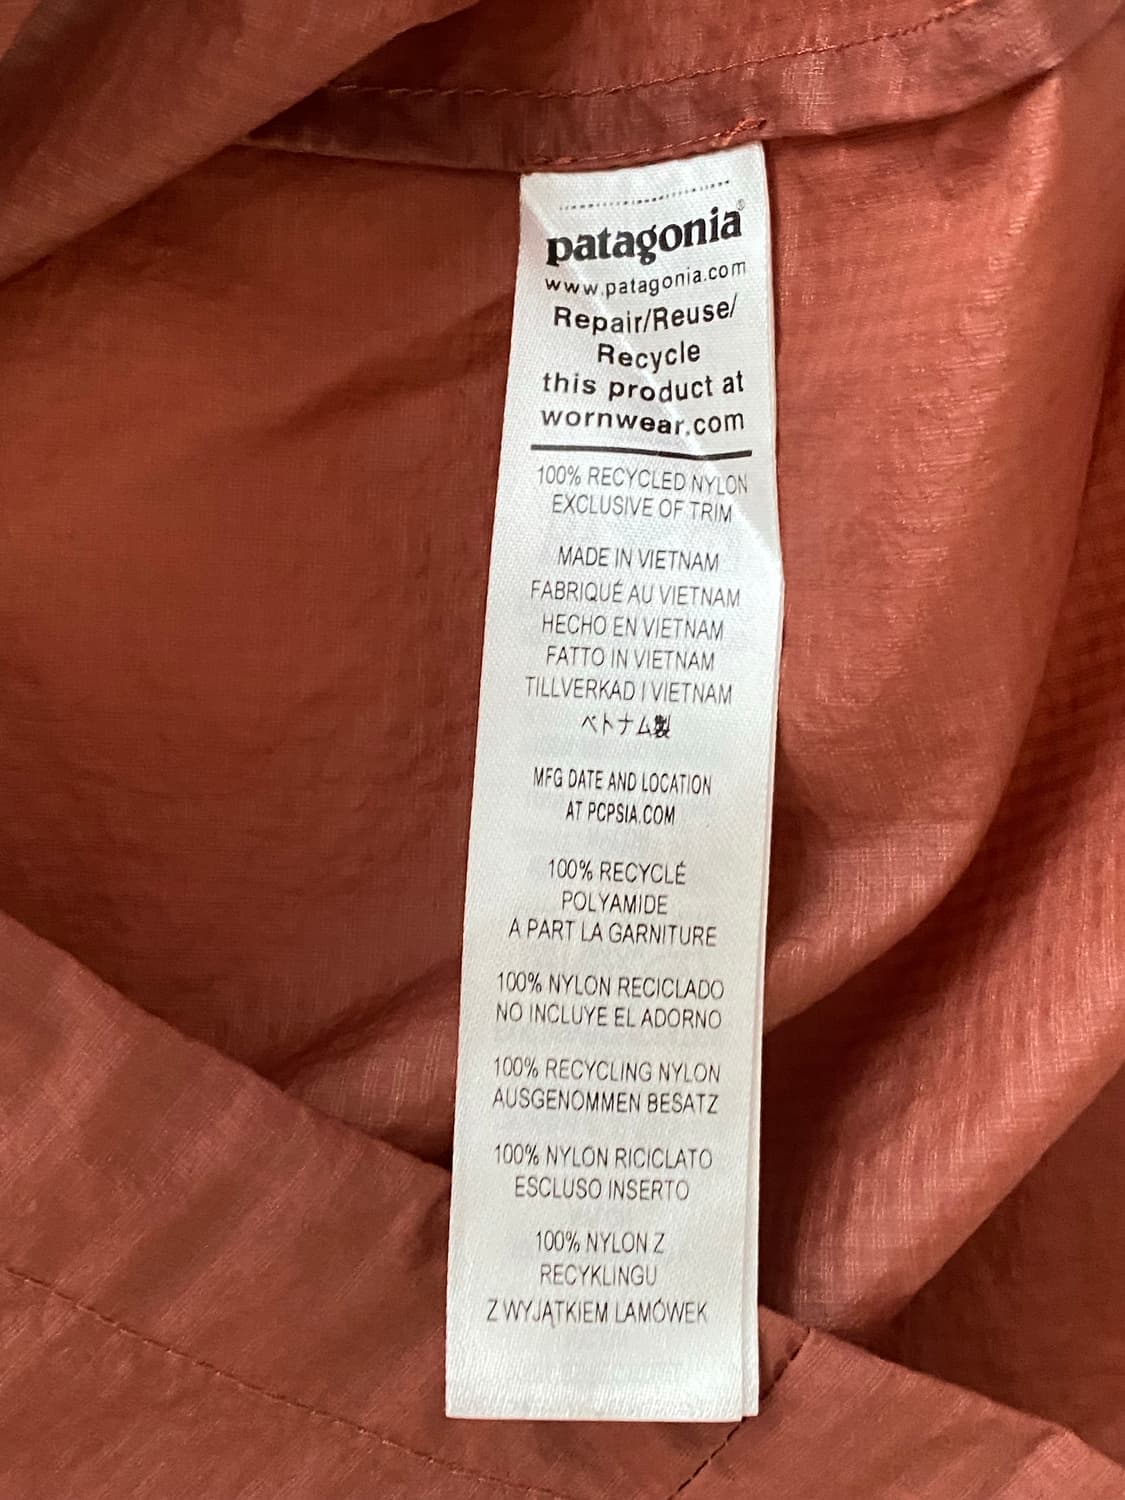 patagonia®
www.patagonia.com
Repair/Reuse/
Recycle
this product at
wornwear.com
100% RECYCLED NYLON
EXCLUSIVE OF TRIM
MADE IN VIETNAM
FABRIQUÉ AU VIETNAM
HECHO EN VIETNAM
FATTO IN VIETNAM
TILLVERKAD I VIETNAM
ベトナム製
MFG DATE AND LOCATION
AT PCPSIA.COM
100% RECYCLÉ
POLYAMIDE
A PART LA GARNITURE
100% NYLON RECICLADO
NO INCLUYE EL ADORNO
100% RECYCLING NYLON
AUSGENOMMEN BESATZ
100% NYLON RICICLATO
ESCLUSO INSERTO
100% NYLON Z
RECYKLINGU
Z WYJĄTKIEM LAMÓWEK